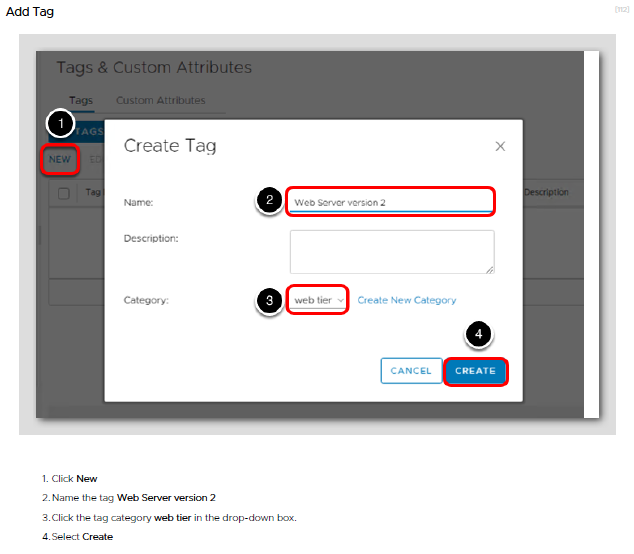 Add Tag
[112]
Tags & Custom Attributes
Tags
Custom Attributes
1
TAGS
NEW
Tag
Description
Create Tag
Name:
2
Web Server version 2
Description:
Category:
3
web tier
Create New Category
4
CANCEL
CREATE
1. Click New
2. Name the tag Web Server version 2
3. Click the tag category web tier in the drop-down box.
4. Select Create